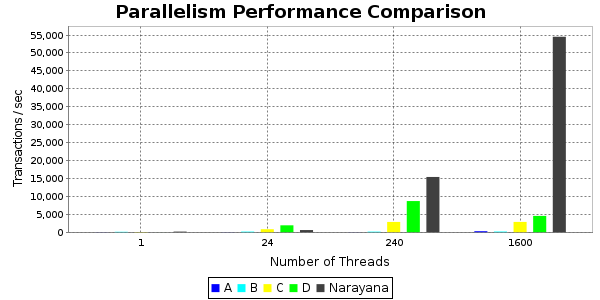 Parallelism Performance Comparison
55,000
50,000
45,000
40,000
35,000
30,000
25,000
20,000
15,000
10,000
5,000
0
Transactions / sec
1 24 240 1600
Number of Threads
A B C D Narayana